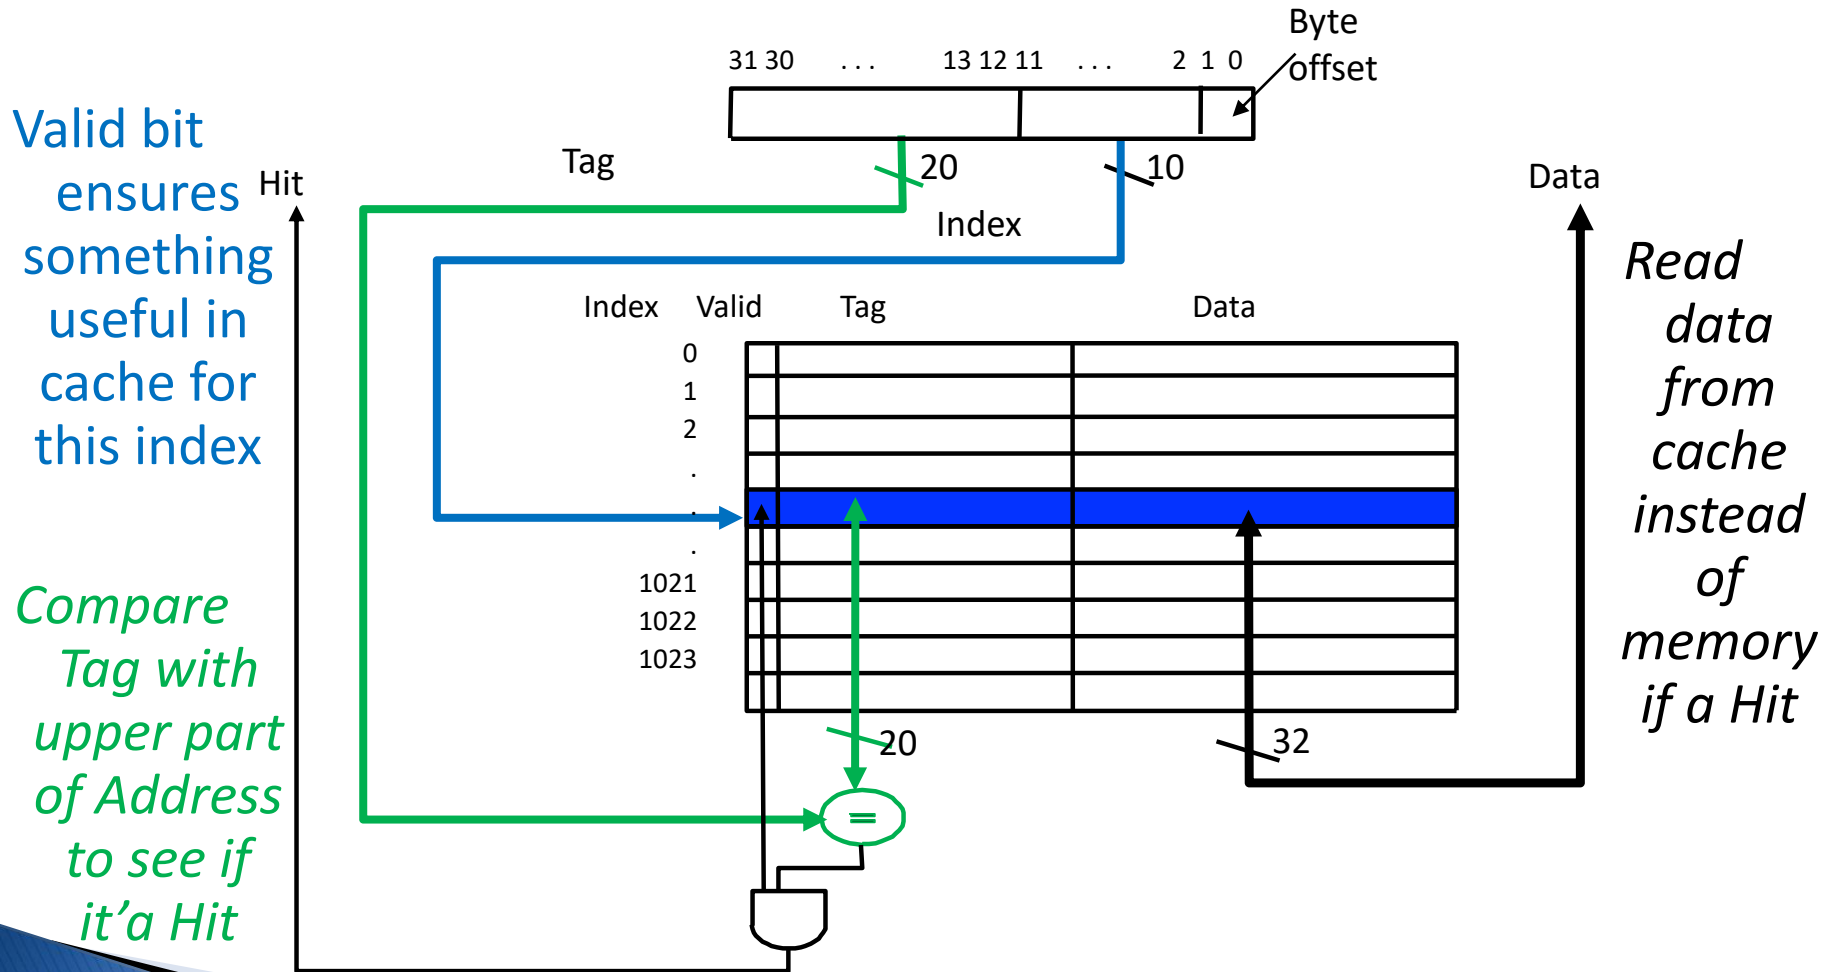 Byte
offset
31 30 . . . 13 12 11 . . . 2 1 0
Valid bit
ensures
something
useful in
cache for
this index
Hit
Tag
20
10
Index
Data
Index Valid Tag Data
0
1
2
.
.
.
1021
1022
1023
20
32
=
Compare
Tag with
upper part
of Address
to see if
it’a Hit
Read
data
from
cache
instead
of
memory
if a Hit